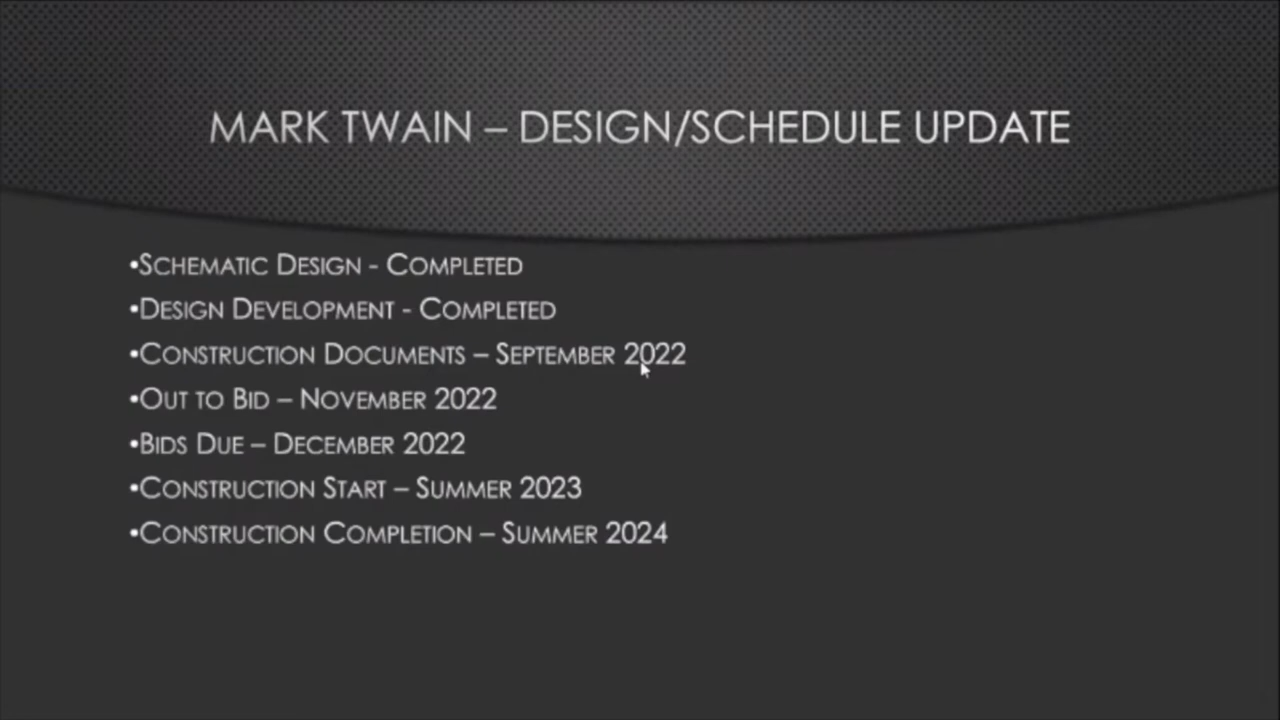 MARK TWAIN – DESIGN/SCHEDULE UPDATE
•SCHEMATIC DESIGN - COMPLETED
•DESIGN DEVELOPMENT - COMPLETED
•CONSTRUCTION DOCUMENTS – SEPTEMBER 2022
•OUT TO BID – NOVEMBER 2022
•BIDS DUE – DECEMBER 2022
•CONSTRUCTION START – SUMMER 2023
•CONSTRUCTION COMPLETION – SUMMER 2024